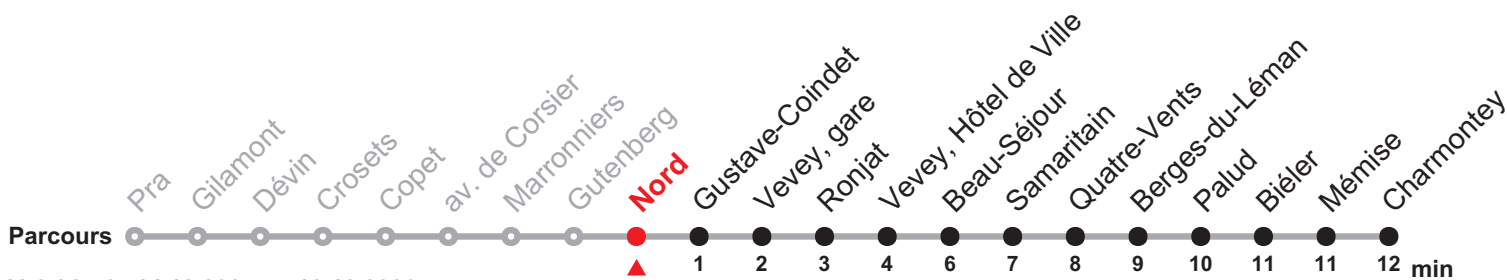 Pra
Gilamont
Dévin
Crosets
Copet
av. de Corsier
Marronniers
Gutenberg
Nord
Gustave-Coindet
Vevey, gare
Ronjat
Vevey, Hôtel de Ville
Beau-Séjour
Samaritain
Quatre-Vents
Berges-du-Léman
Palud
Biéler
Mémise
Charmontey
Parcours
1 2 3 4 6 7 8 9 10 11 11 12 min